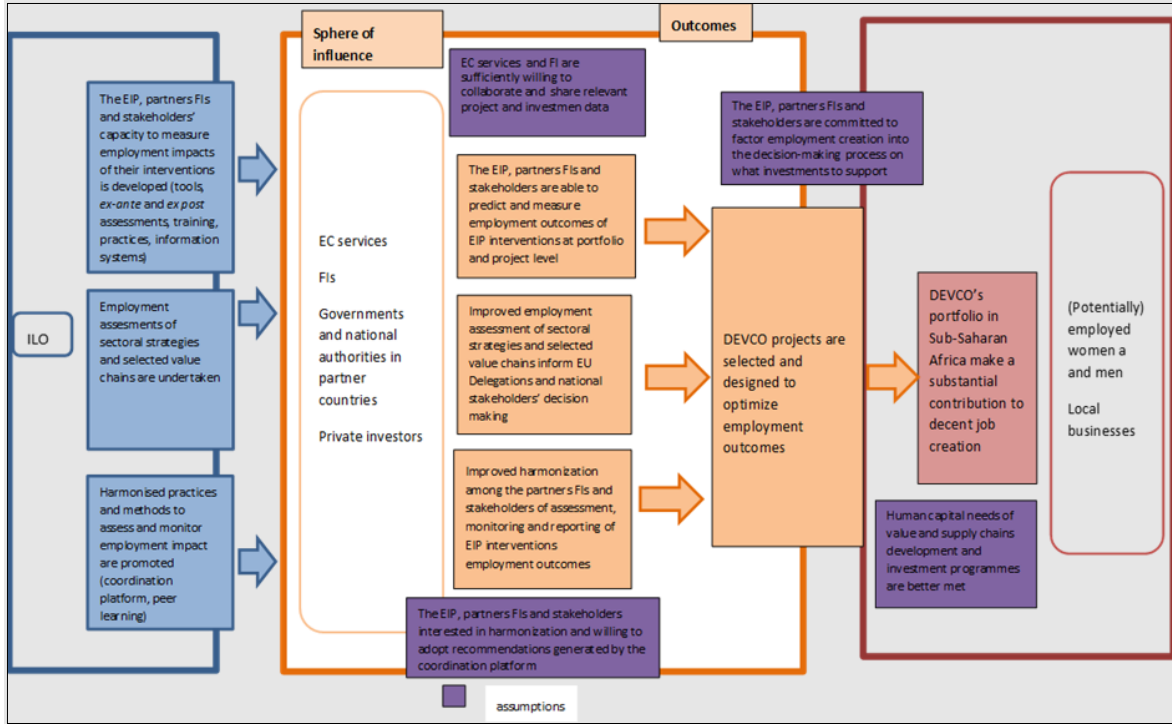 ILO
The EIP, partners FIs
and stakeholders'
capacity to measure
employment impacts
of their interventions
is developed (tools,
ex-ante and ex post
assessments, training,
practices, information
systems)
Employment
assesments of
sectoral strategies
and selected value
chains are undertaken
Harmonised practices
and methods to
assess and monitor
employment impact
are promoted
(coordination
platform, peer
learning)
Sphere of
influence
EC services
FIs
Governments
and national
authorities in
partner
countries
Private investors
Outcomes
EC services and FI are
sufficiently willing to
collaborate and share relevant
project and investmen data
The EIP, partners FIs and
stakeholders are able to
predict and measure
employment outcomes of
EIP interventions at portfolio
and project level
Improved employment
assessment of sectoral
strategies and selected value
chains inform EU
Delegations and national
stakeholders' decision
making
Improved harmonization
among the partners FIs and
stakeholders of assessment,
monitoring and reporting of
EIP interventions
employment outcomes
The EIP, partners FIs and stakeholders
interested in harmonization and willing to
adopt recommendations generated by the
coordination platform
The EIP, partners FIs and
stakeholders are committed to
factor employment creation into
the decision-making process on
what investments to support
DEVCO projects are
selected and
designed to
optimize
employment
outcomes
DEVCO's
portfolio in
Sub-Saharan
Africa make a
substantial
contribution to
decent job
creation
Human capital needs of
value and supply chains
development and
investment programmes
are better met
(Potentially)
employed
women a
and men
Local
businesses
assumptions